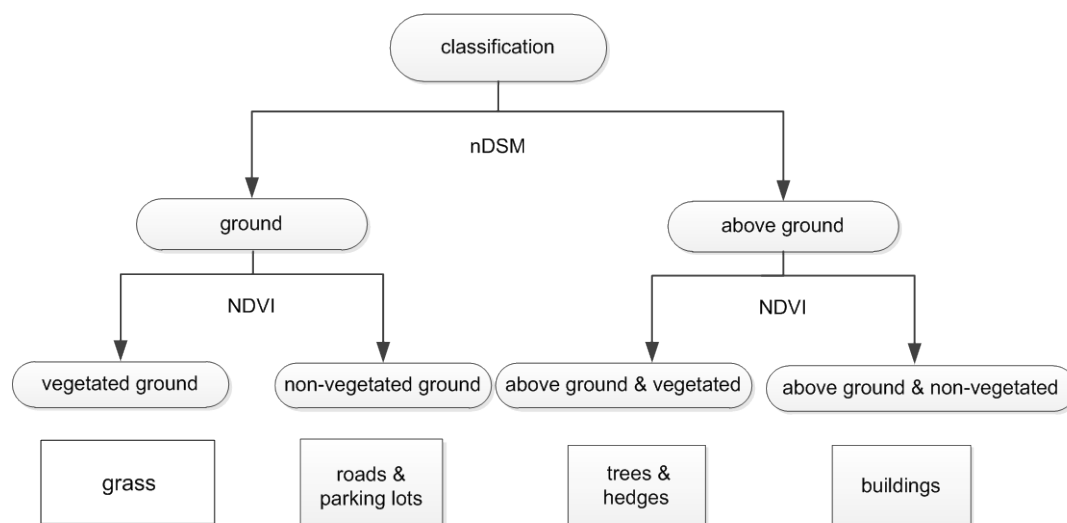 classification
nDSM
ground
above ground
NDVI
NDVI
vegetated ground
non-vegetated ground
above ground & vegetated
above ground & non-vegetated
grass
roads &
parking lots
trees &
hedges
buildings